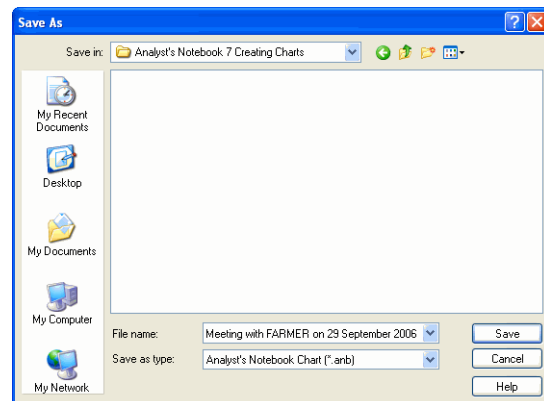 Save As
Save in: Analyst's Notebook 7 Creating Charts
My Recent
Documents
Desktop
My Documents
My Computer
My Network
File name: Meeting with FARMER on 29 September 2006 Save
Save as type: Analyst's Notebook Chart (*.anb) Cancel
Help